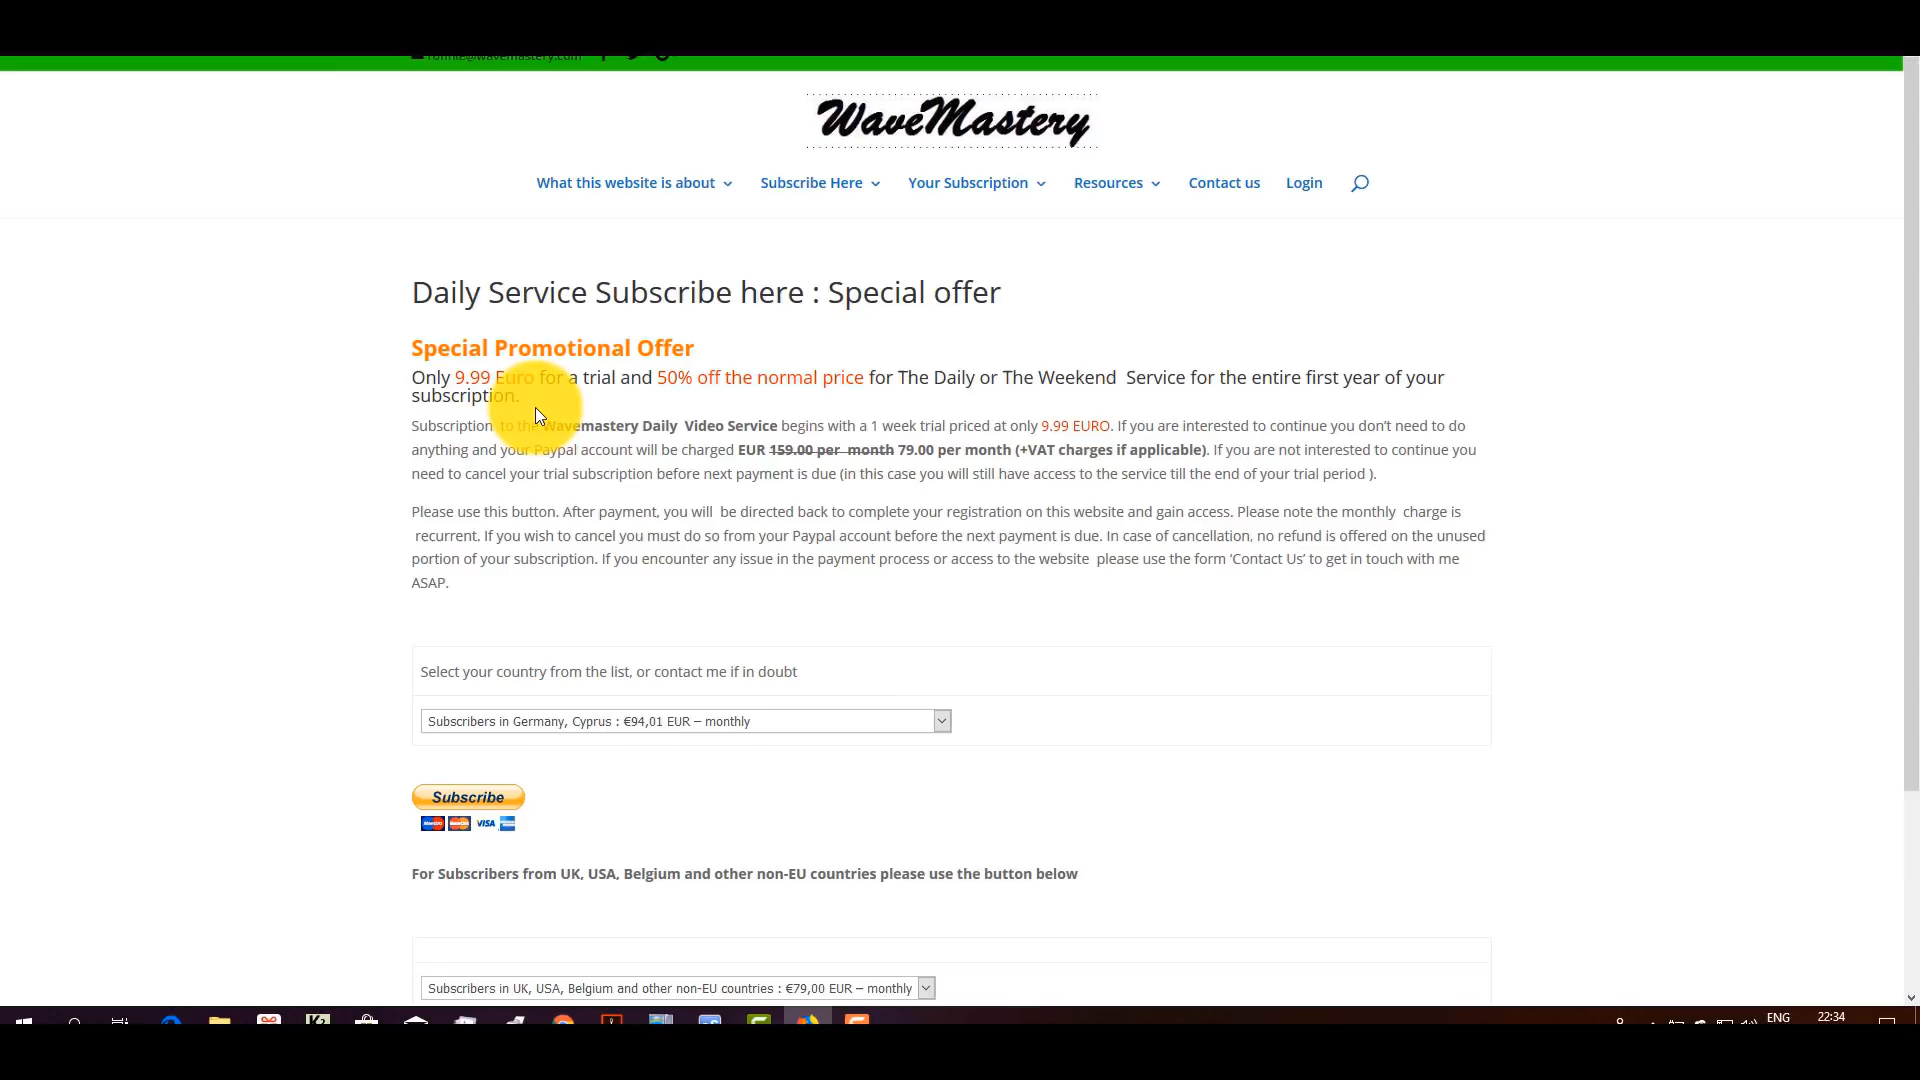 ronnie@wavemastery.com
WaveMastery
What this website is about Subscribe Here Your Subscription Resources Contact us Login
Daily Service Subscribe here : Special offer
Special Promotional Offer
Only 9.99 Euro for a trial and 50% off the normal price for The Daily or The Weekend Service for the entire first year of your
subscription.
Subscription to the Wavemastery Daily Video Service begins with a 1 week trial priced at only 9.99 EURO. If you are interested to continue you don't need to do
anything and your Paypal account will be charged EUR 159.00 per month 79.00 per month (+VAT charges if applicable). If you are not interested to continue you
need to cancel your trial subscription before next payment is due (in this case you will still have access to the service till the end of your trial period ).
Please use this button. After payment, you will be directed back to complete your registration on this website and gain access. Please note the monthly charge is
recurrent. If you wish to cancel you must do so from your Paypal account before the next payment is due. In case of cancellation, no refund is offered on the unused
portion of your subscription. If you encounter any issue in the payment process or access to the website please use the form ‘Contact Us’ to get in touch with me
ASAP.
Select your country from the list, or contact me if in doubt
Subscribers in Germany, Cyprus : €94,01 EUR – monthly
Subscribe
VISA
For Subscribers from UK, USA, Belgium and other non-EU countries please use the button below
Subscribers in UK, USA, Belgium and other non-EU countries : €79,00 EUR – monthly
ENG 22:34